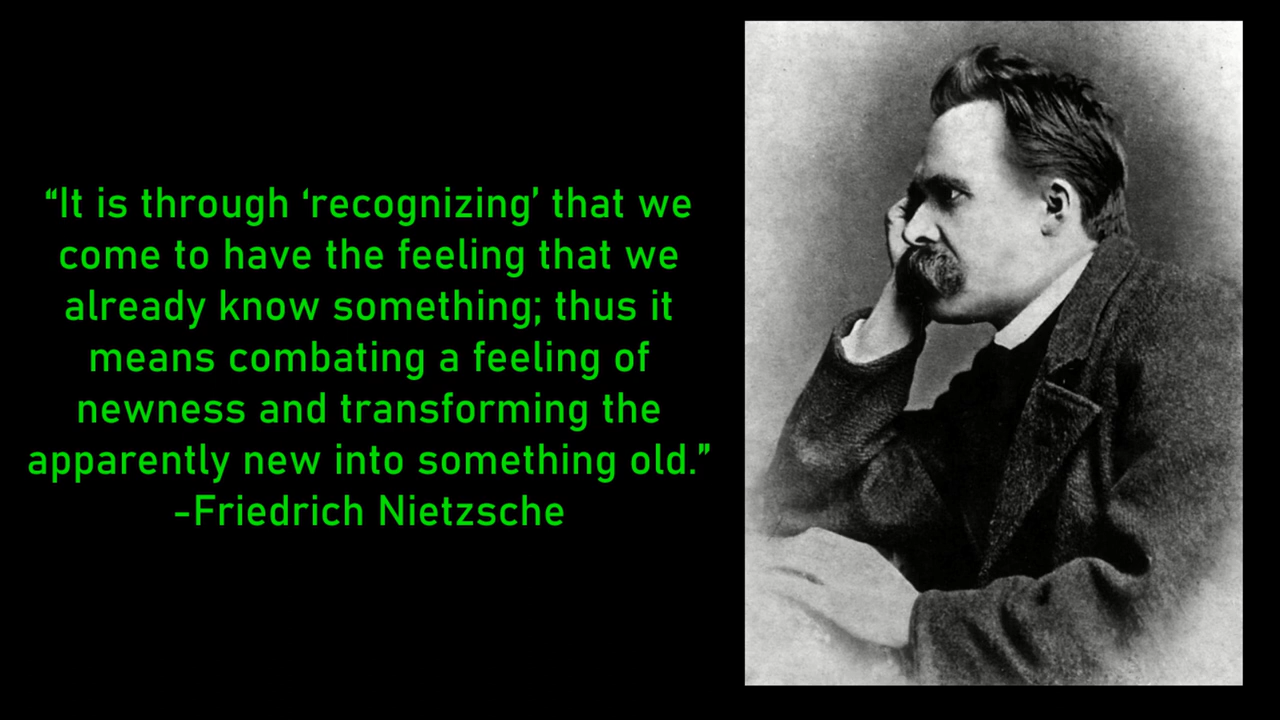 “It is through ‘recognizing’ that we
come to have the feeling that we
already know something; thus it
means combating a feeling of
newness and transforming the
apparently new into something old.”
-Friedrich Nietzsche